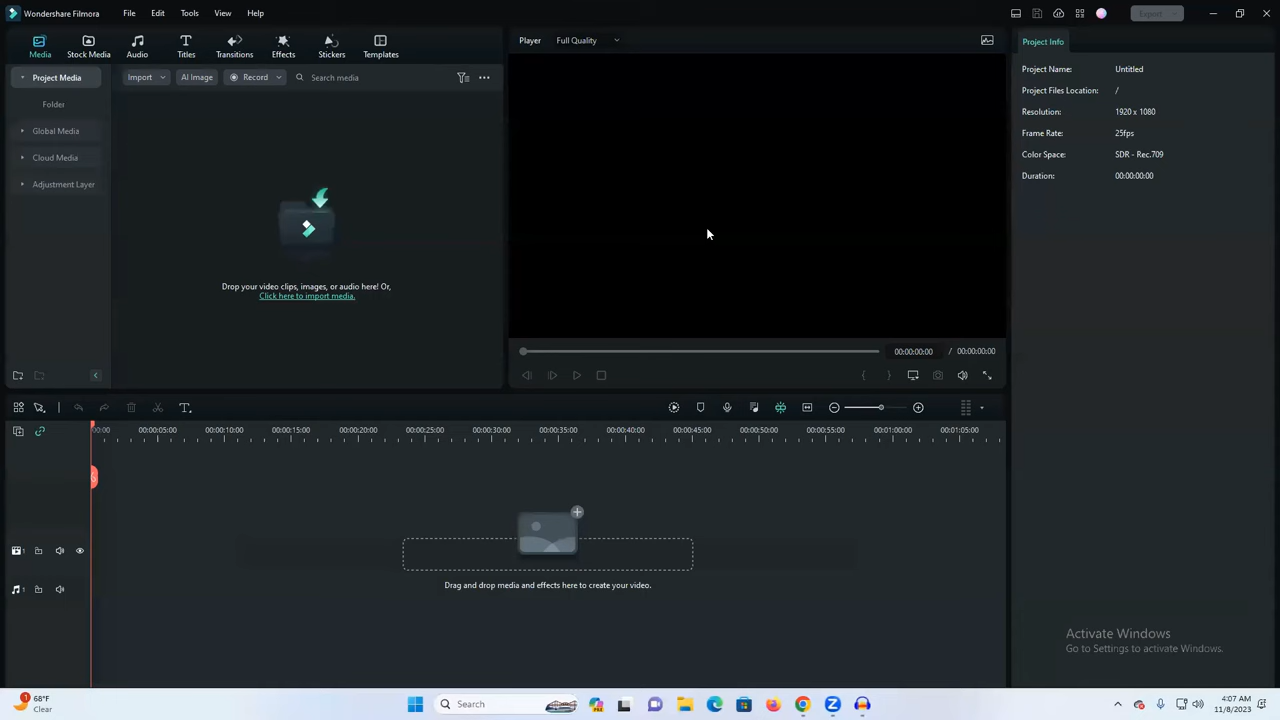 Wondershare Filmora File Edit Tools View Help Export
Media Stock Media Audio Titles Transitions Effects Stickers Templates
Player Full Quality
Project Info
Project Media
Import AI Image Record Search media
Folder
Global Media
Cloud Media
Adjustment Layer
Drop your video clips, images, or audio here! Or,
Click here to import media.
Project Name: Untitled
Project Files Location: /
Resolution: 1920 x 1080
Frame Rate: 25fps
Color Space: SDR - Rec.709
Duration: 00:00:00:00
00:00:00:00 / 00:00:00:00
{ }
00:00 00:00:05:00 00:00:10:00 00:00:15:00 00:00:20:00 00:00:25:00 00:00:30:00 00:00:35:00 00:00:40:00 00:00:45:00 00:00:50:00 00:00:55:00 00:01:00:00 00:01:05:00
1
Drag and drop media and effects here to create your video.
1
Activate Windows
Go to Settings to activate Windows.
1
68°F
Clear
Search
4:07 AM
11/8/2023